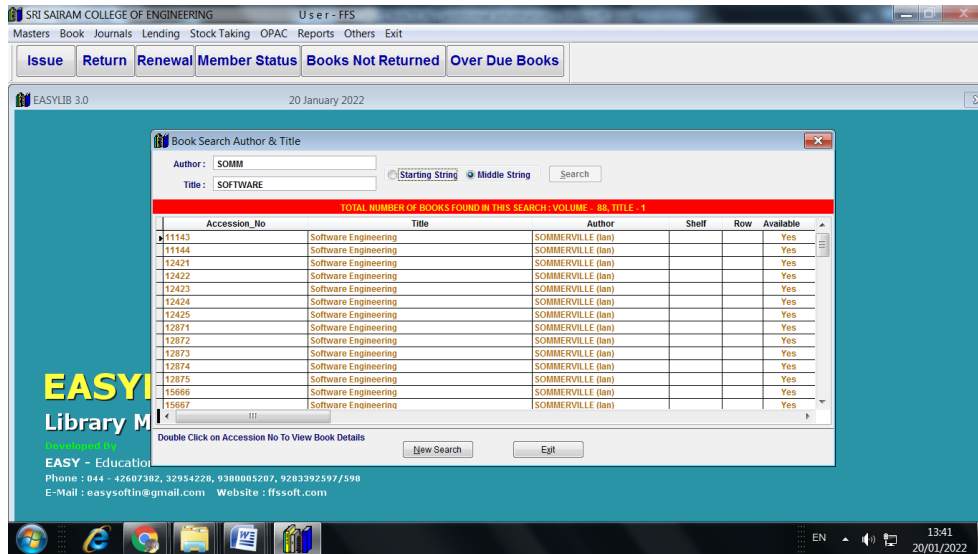 SRI SAIRAM COLLEGE OF ENGINEERING User - FFS
Masters Book Journals Lending Stock Taking OPAC Reports Others Exit
Issue Return Renewal Member Status Books Not Returned Over Due Books
EASYLIB 3.0 20 January 2022
Book Search Author & Title
Author : SOMM
Starting String Middle String Search
Title : SOFTWARE
TOTAL NUMBER OF BOOKS FOUND IN THIS SEARCH : VOLUME - 88, TITLE - 1
Accession_No Title Author Shelf Row Available
11143 Software Engineering SOMMERVILLE (Ian) Yes
11144 Software Engineering SOMMERVILLE (Ian) Yes
12421 Software Engineering SOMMERVILLE (Ian) Yes
12422 Software Engineering SOMMERVILLE (Ian) Yes
12423 Software Engineering SOMMERVILLE (Ian) Yes
12424 Software Engineering SOMMERVILLE (Ian) Yes
12425 Software Engineering SOMMERVILLE (Ian) Yes
12871 Software Engineering SOMMERVILLE (Ian) Yes
12872 Software Engineering SOMMERVILLE (Ian) Yes
12873 Software Engineering SOMMERVILLE (Ian) Yes
12874 Software Engineering SOMMERVILLE (Ian) Yes
12875 Software Engineering SOMMERVILLE (Ian) Yes
15666 Software Engineering SOMMERVILLE (Ian) Yes
15667 Software Engineering SOMMERVILLE (Ian) Yes
Double Click on Accession No To View Book Details
New Search Exit
EASYL
Library M
Developed By
EASY - Education
Phone : 044 - 42607382, 32954228, 9380005207, 9283392597/598
E-Mail : easysoftin@gmail.com Website : ffssoft.com
EN 13:41
20/01/2022